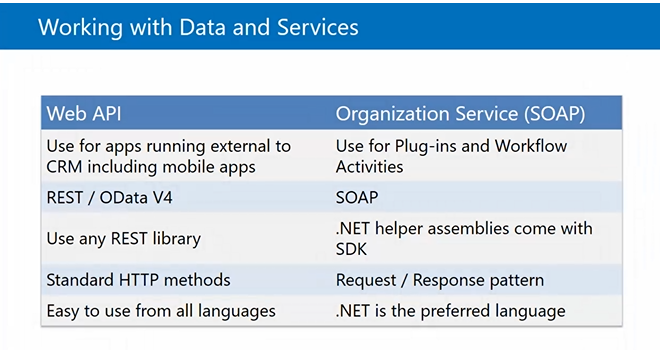 Working with Data and Services
Web API
Organization Service (SOAP)
Use for apps running external to
CRM including mobile apps
Use for Plug-ins and Workflow
Activities
REST / OData V4
SOAP
Use any REST library
.NET helper assemblies come with
SDK
Standard HTTP methods
Request / Response pattern
Easy to use from all languages
.NET is the preferred language